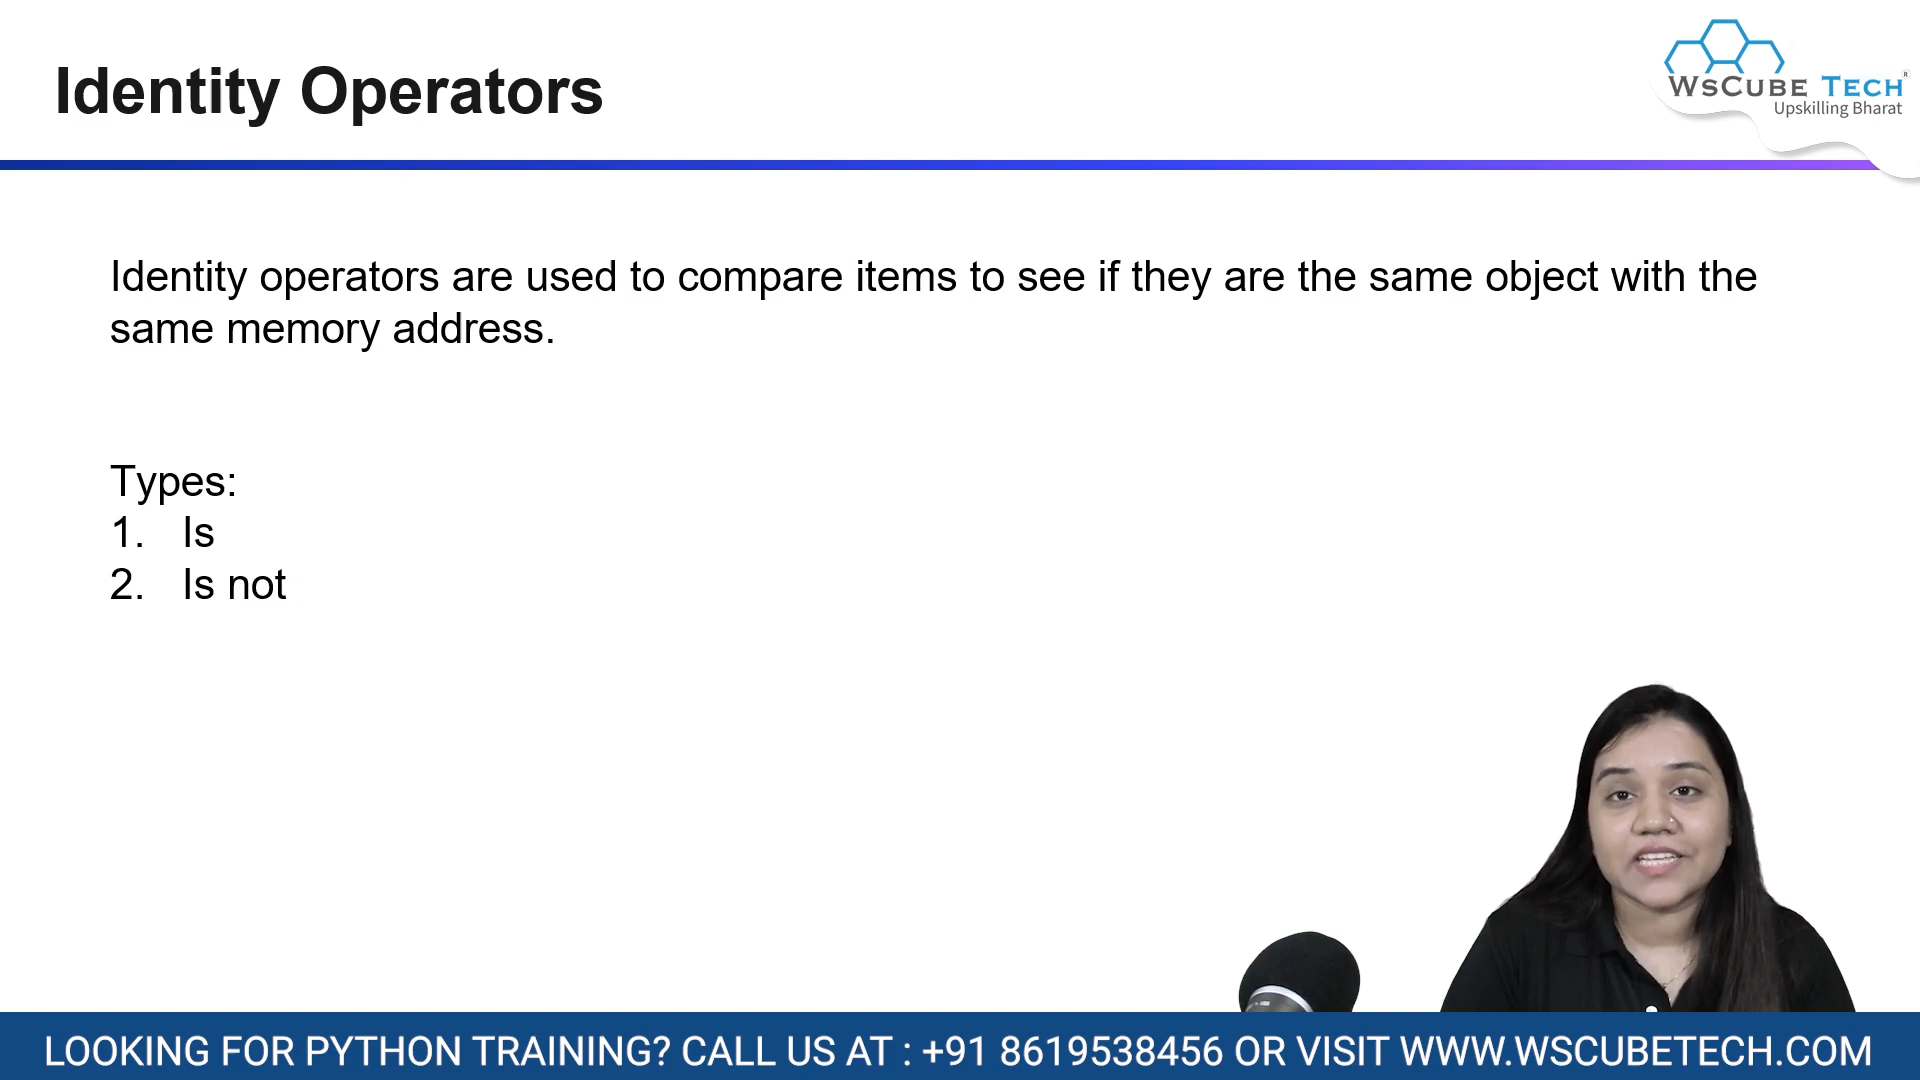 Identity Operators
WsCube Tech®
Upskilling Bharat
Identity operators are used to compare items to see if they are the same object with the
same memory address.
Types:
1. Is
2. Is not
LOOKING FOR PYTHON TRAINING? CALL US AT : +91 8619538456 OR VISIT WWW.WSCUBETECH.COM